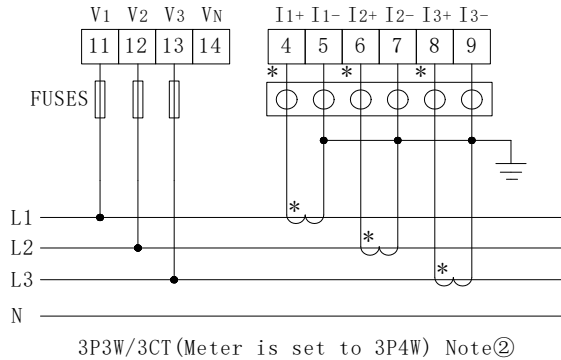 V1 V2 V3 VN I1+ I1- I2+ I2- I3+ I3-
11 12 13 14 4 5 6 7 8 9
* * *
FUSES
*
L1
*
L2
*
L3
N
3P3W/3CT(Meter is set to 3P4W) Note②